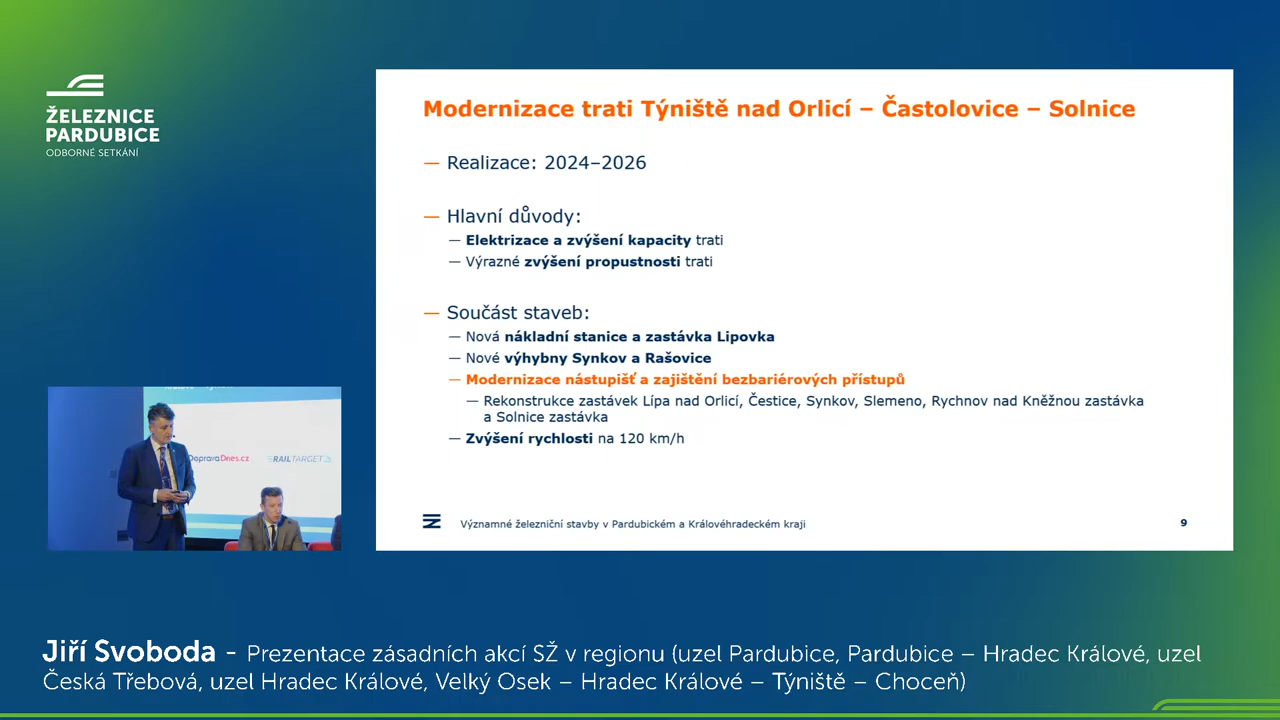 ŽELEZNICE
PARDUBICE
ODBORNÉ SETKÁNÍ
Modernizace trati Týniště nad Orlicí – Častolovice – Solnice
— Realizace: 2024–2026
— Hlavní důvody:
— Elektrizace a zvýšení kapacity trati
— Výrazné zvýšení propustnosti trati
— Součást staveb:
— Nová nákladní stanice a zastávka Lipovka
— Nové výhybny Synkov a Rašovice
— Modernizace nástupišť a zajištění bezbariérových přístupů
— Rekonstrukce zastávek Lípa nad Orlicí, Čestice, Synkov, Slemeno, Rychnov nad Kněžnou zastávka
a Solnice zastávka
— Zvýšení rychlosti na 120 km/h
Významné železniční stavby v Pardubickém a Královéhradeckém kraji
9
DopravaDnes.cz
RAILTARGET
Jiří Svoboda - Prezentace zásadních akcí SŽ v regionu (uzel Pardubice, Pardubice – Hradec Králové, uzel
Česká Třebová, uzel Hradec Králové, Velký Osek – Hradec Králové – Týniště – Choceň)